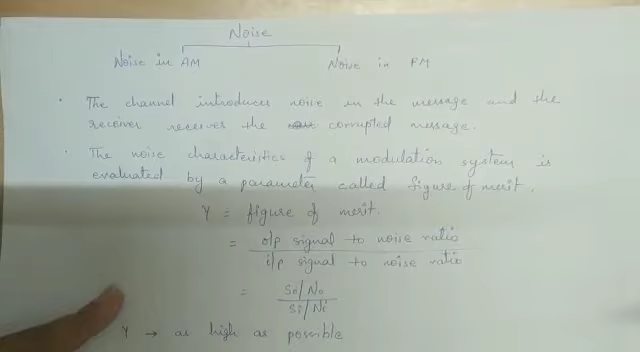 Noise
Noise in AM Noise in FM
· The channel introduces noise in the message and the
receiver receives the corrupted message.
· The noise characteristics of a modulation system is
evaluated by a parameter called figure of merit.
γ = figure of merit.
= o/p signal to noise ratio
i/p signal to noise ratio
= So/No
Si/Ni
γ → as high as possible